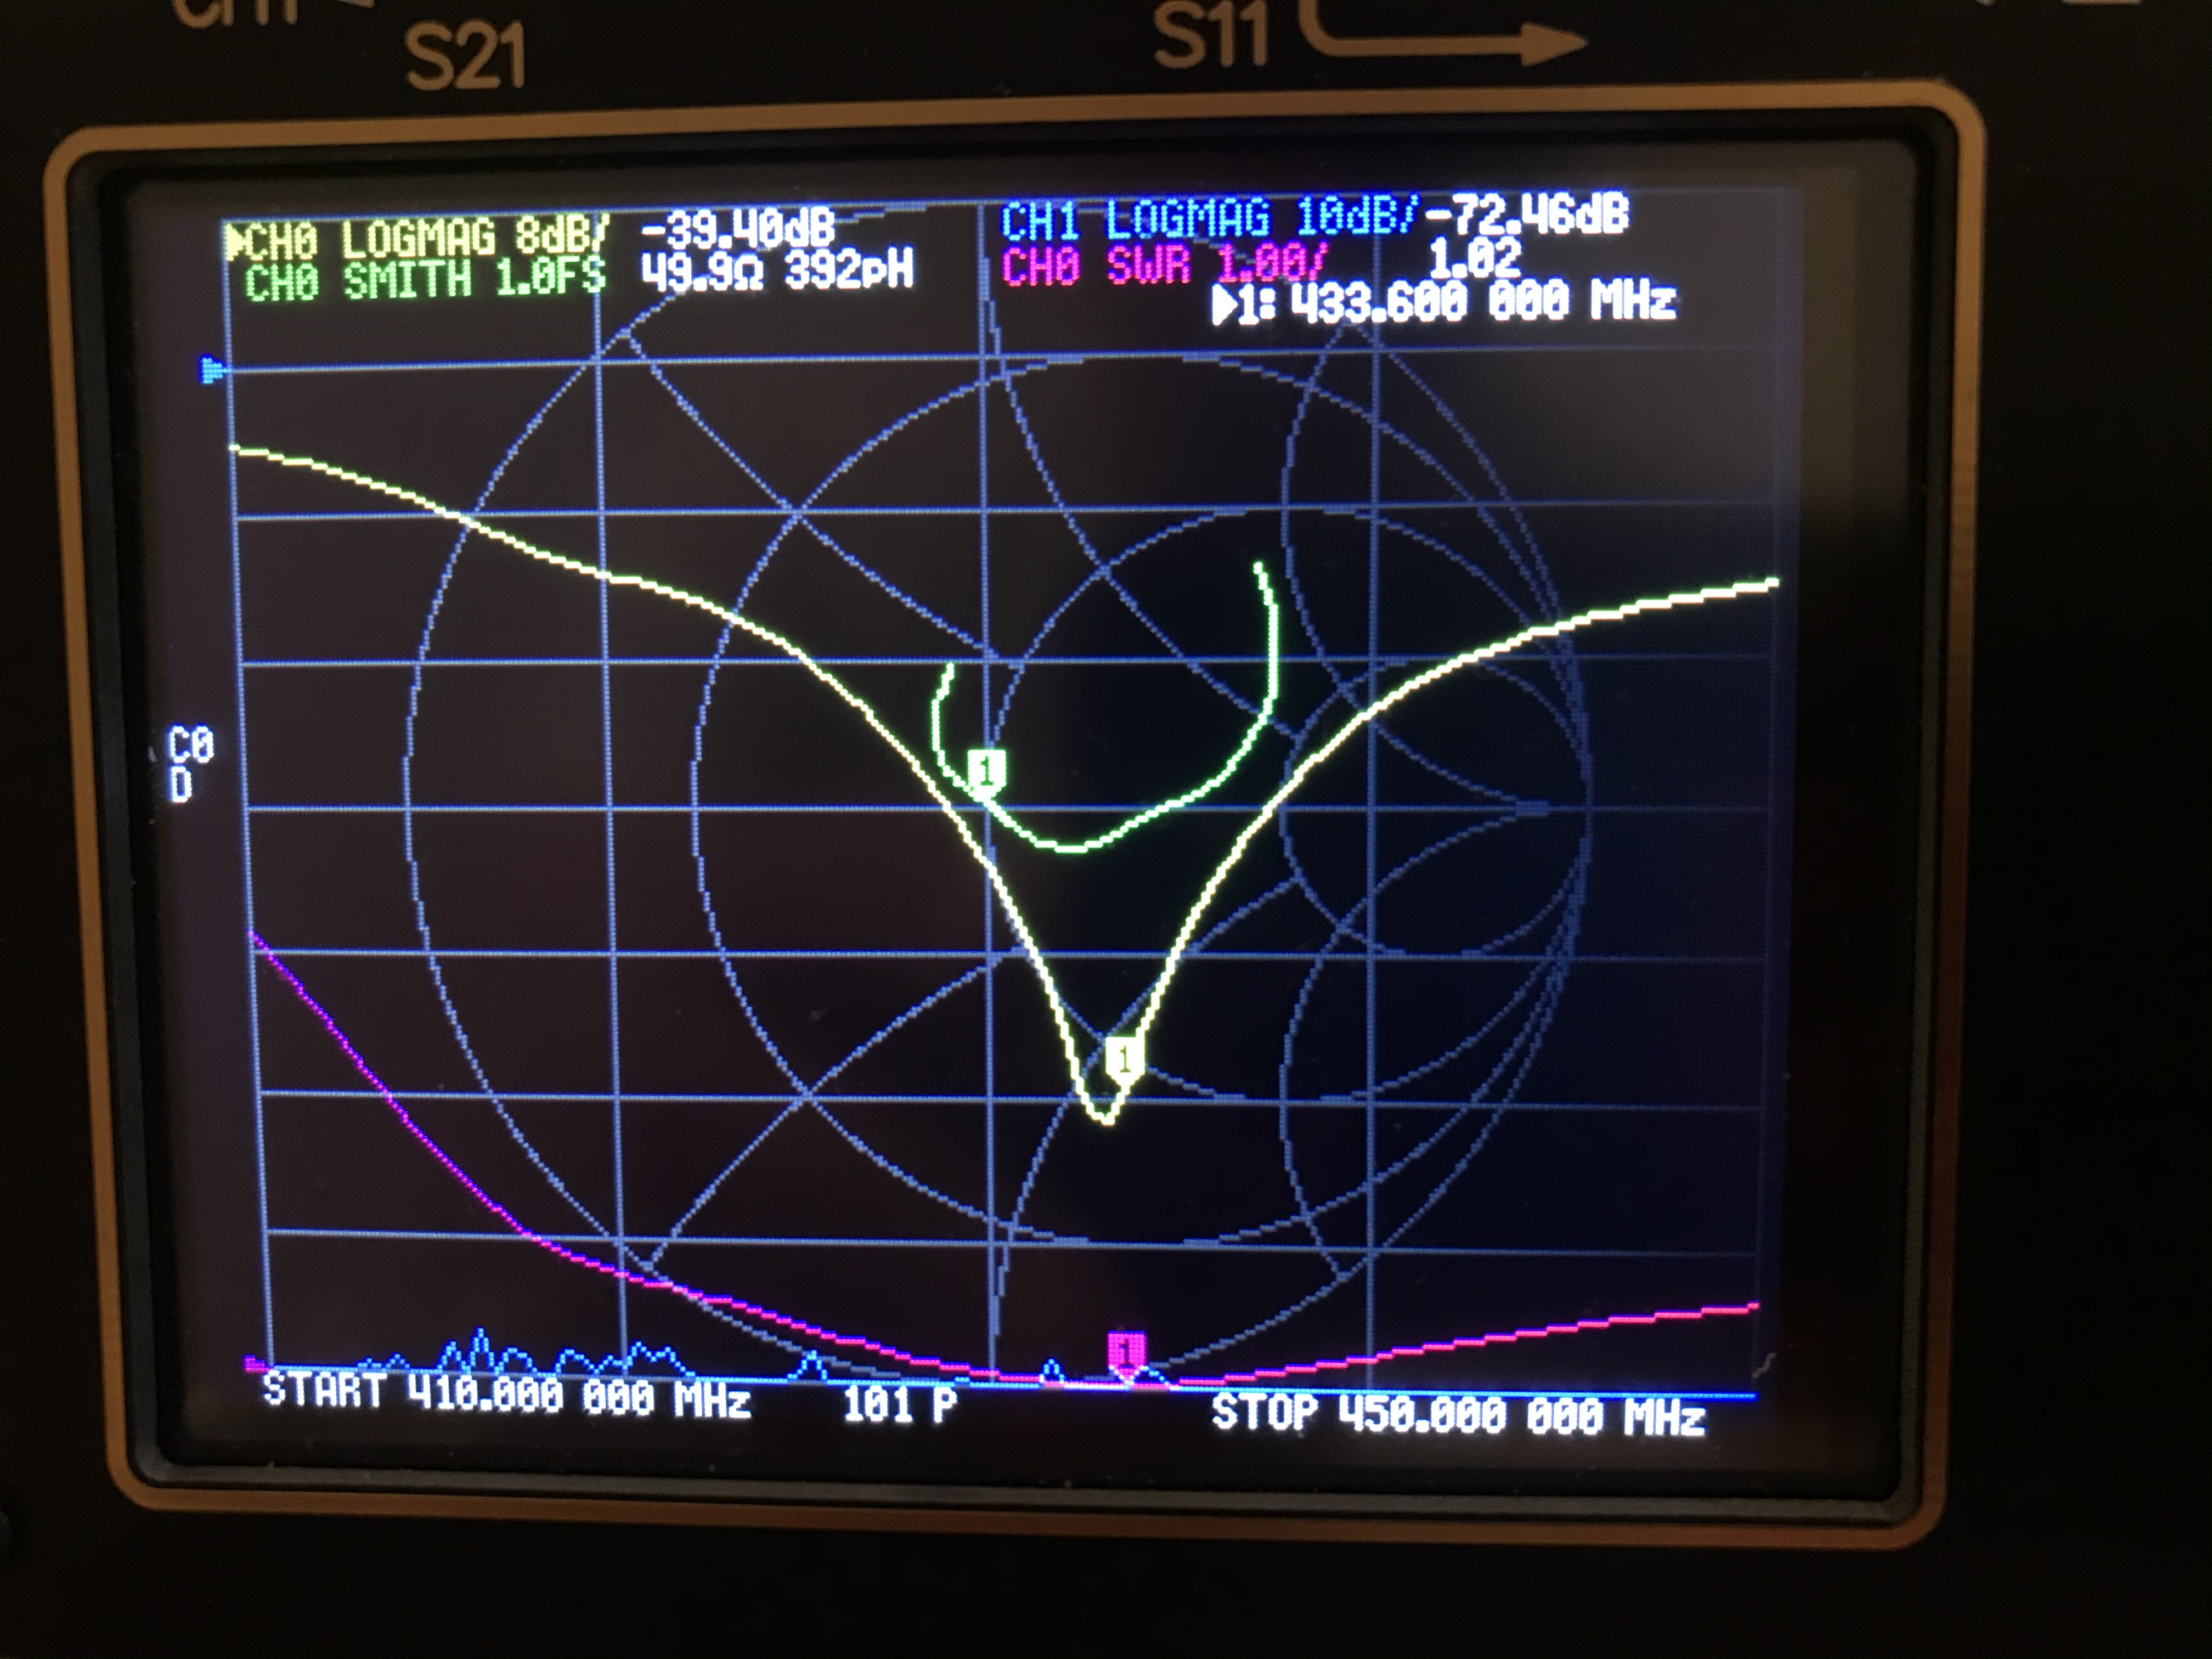 S21
S11
CH0 LOGMAG 8dB/ -39.40dB
CH1 LOGMAG 10dB/ -72.46dB
CH0 SMITH 1.0FS 49.9Ω 392pH
CH0 SWR 1.00/ 1.02
1: 433.600 000 MHz
C0
D
1
1
1
START 410.000 000 MHz 101 P STOP 450.000 000 MHz